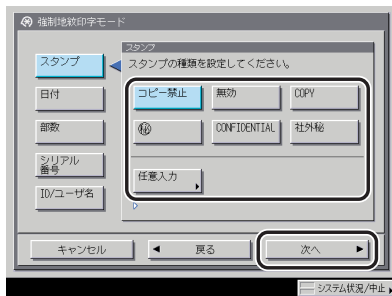 強制地紋印字モード
スタンプ
スタンプの種類を設定してください。
スタンプ
日付
部数
シリアル
番号
ID/ユーザ名
コピー禁止
無効
COPY
㊙
CONFIDENTIAL
社外秘
任意入力
キャンセル
戻る
次へ
システム状況/中止